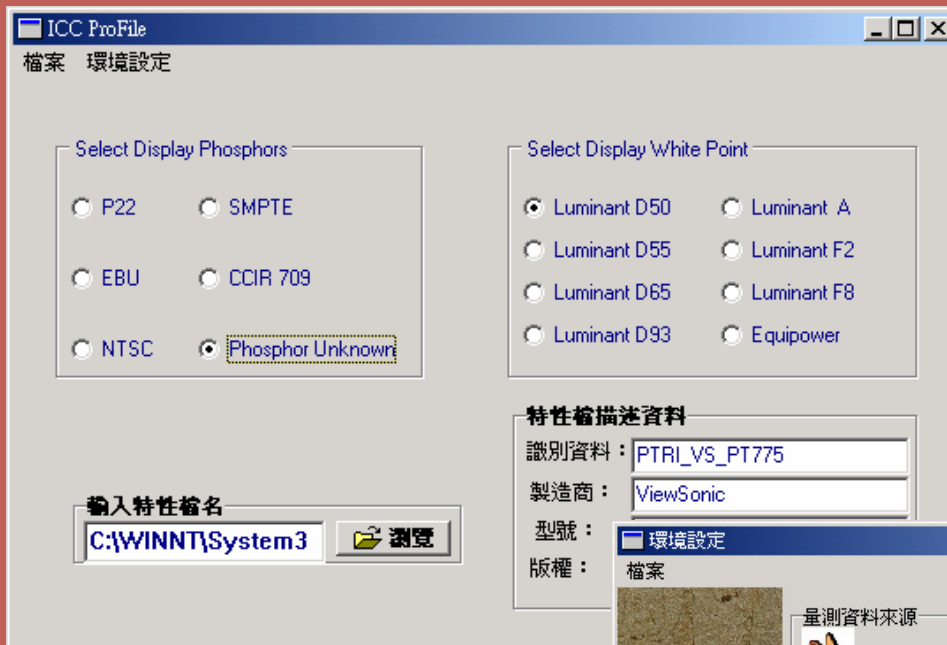 ICC ProFile
檔案 環境設定
Select Display Phosphors
P22 SMPTE
EBU CCIR 709
NTSC Phosphor Unknown
Select Display White Point
Luminant D50 Luminant A
Luminant D55 Luminant F2
Luminant D65 Luminant F8
Luminant D93 Equipower
特性檔描述資料
識別資料： PTRI_VS_PT775
製造商： ViewSonic
型號：
版權：
輸入特性檔名
C:\WINNT\System3 瀏覽
環境設定
檔案
量測資料來源